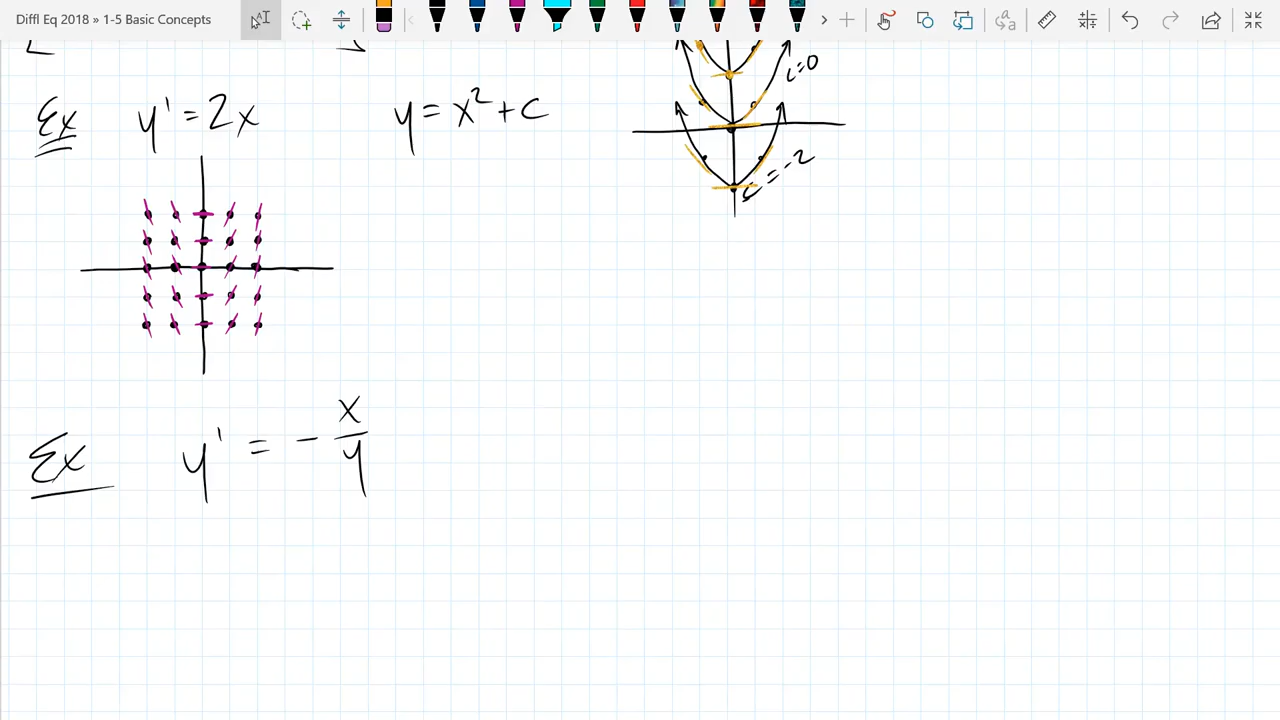 Diffl Eq 2018 » 1-5 Basic Concepts
c=0
Ex y' = 2x y = x² + c
c = -2
Ex y' = - x/y